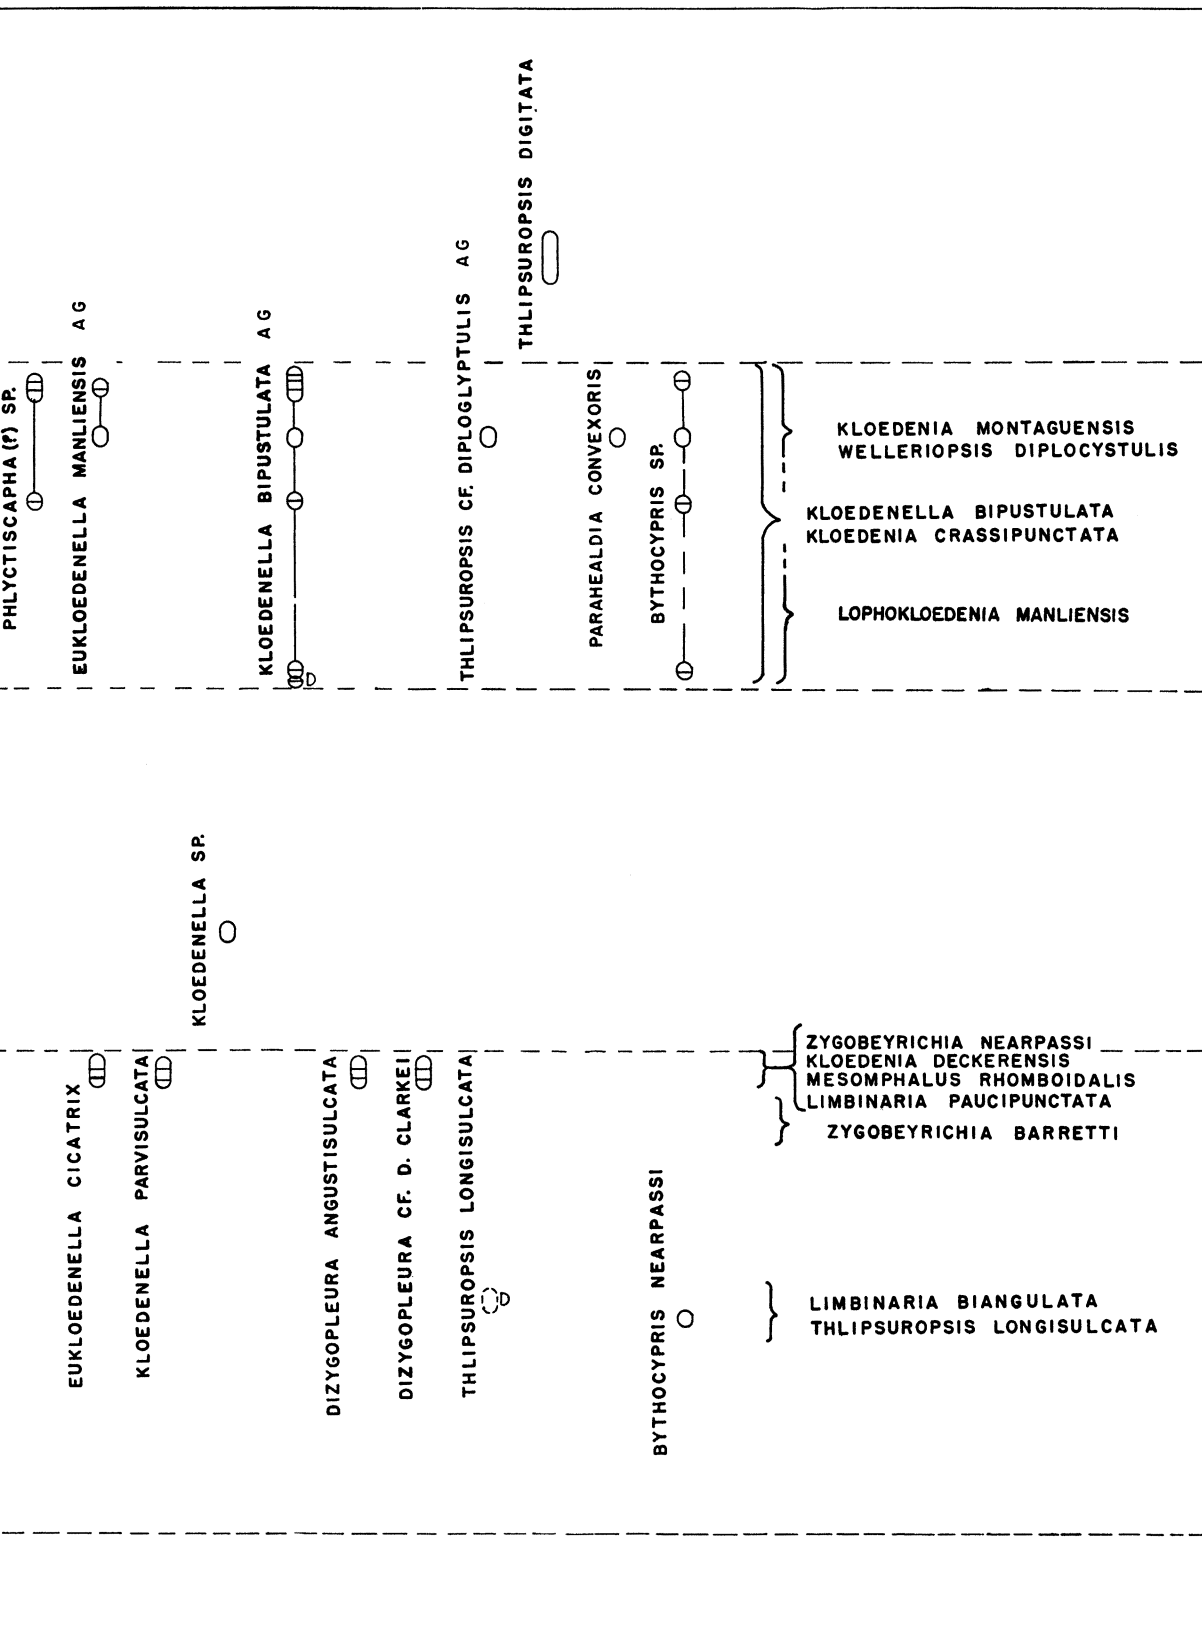 THLIPSUROPSIS DIGITATA
PHLYCTISCAPHA (?) SP.
EUKLOEDENELLA MANLIENSIS AG
KLOEDENELLA BIPUSTULATA AG
D
THLIPSUROPSIS CF. DIPLOGLYPTULIS AG
PARAHEALDIA CONVEXORIS
BYTHOCYPRIS SP.
KLOEDENIA MONTAGUENSIS
WELLERIOPSIS DIPLOCYSTULIS
KLOEDENELLA BIPUSTULATA
KLOEDENIA CRASSIPUNCTATA
LOPHOKLOEDENIA MANLIENSIS
KLOEDENELLA SP.
EUKLOEDENELLA CICATRIX
KLOEDENELLA PARVISULCATA
DIZYGOPLEURA ANGUSTISULCATA
DIZYGOPLEURA CF. D. CLARKEI
THLIPSUROPSIS LONGISULCATA
D
BYTHOCYPRIS NEARPASSI
ZYGOBEYRICHIA NEARPASSI
KLOEDENIA DECKERENSIS
MESOMPHALUS RHOMBOIDALIS
LIMBINARIA PAUCIPUNCTATA
ZYGOBEYRICHIA BARRETTI
LIMBINARIA BIANGULATA
THLIPSUROPSIS LONGISULCATA